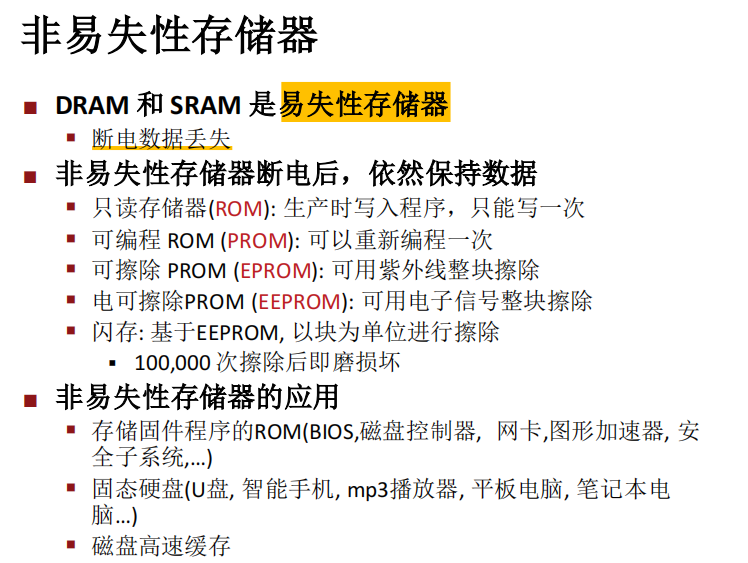 非易失性存储器
DRAM 和 SRAM 是易失性存储器
断电数据丢失
非易失性存储器断电后，依然保持数据
只读存储器(ROM): 生产时写入程序，只能写一次
可编程 ROM (PROM): 可以重新编程一次
可擦除 PROM (EPROM): 可用紫外线整块擦除
电可擦除PROM (EEPROM): 可用电子信号整块擦除
闪存: 基于EEPROM, 以块为单位进行擦除
100,000 次擦除后即磨损坏
非易失性存储器的应用
存储固件程序的ROM(BIOS,磁盘控制器, 网卡,图形加速器, 安
全子系统,...)
固态硬盘(U盘, 智能手机, mp3播放器, 平板电脑, 笔记本电
脑...)
磁盘高速缓存